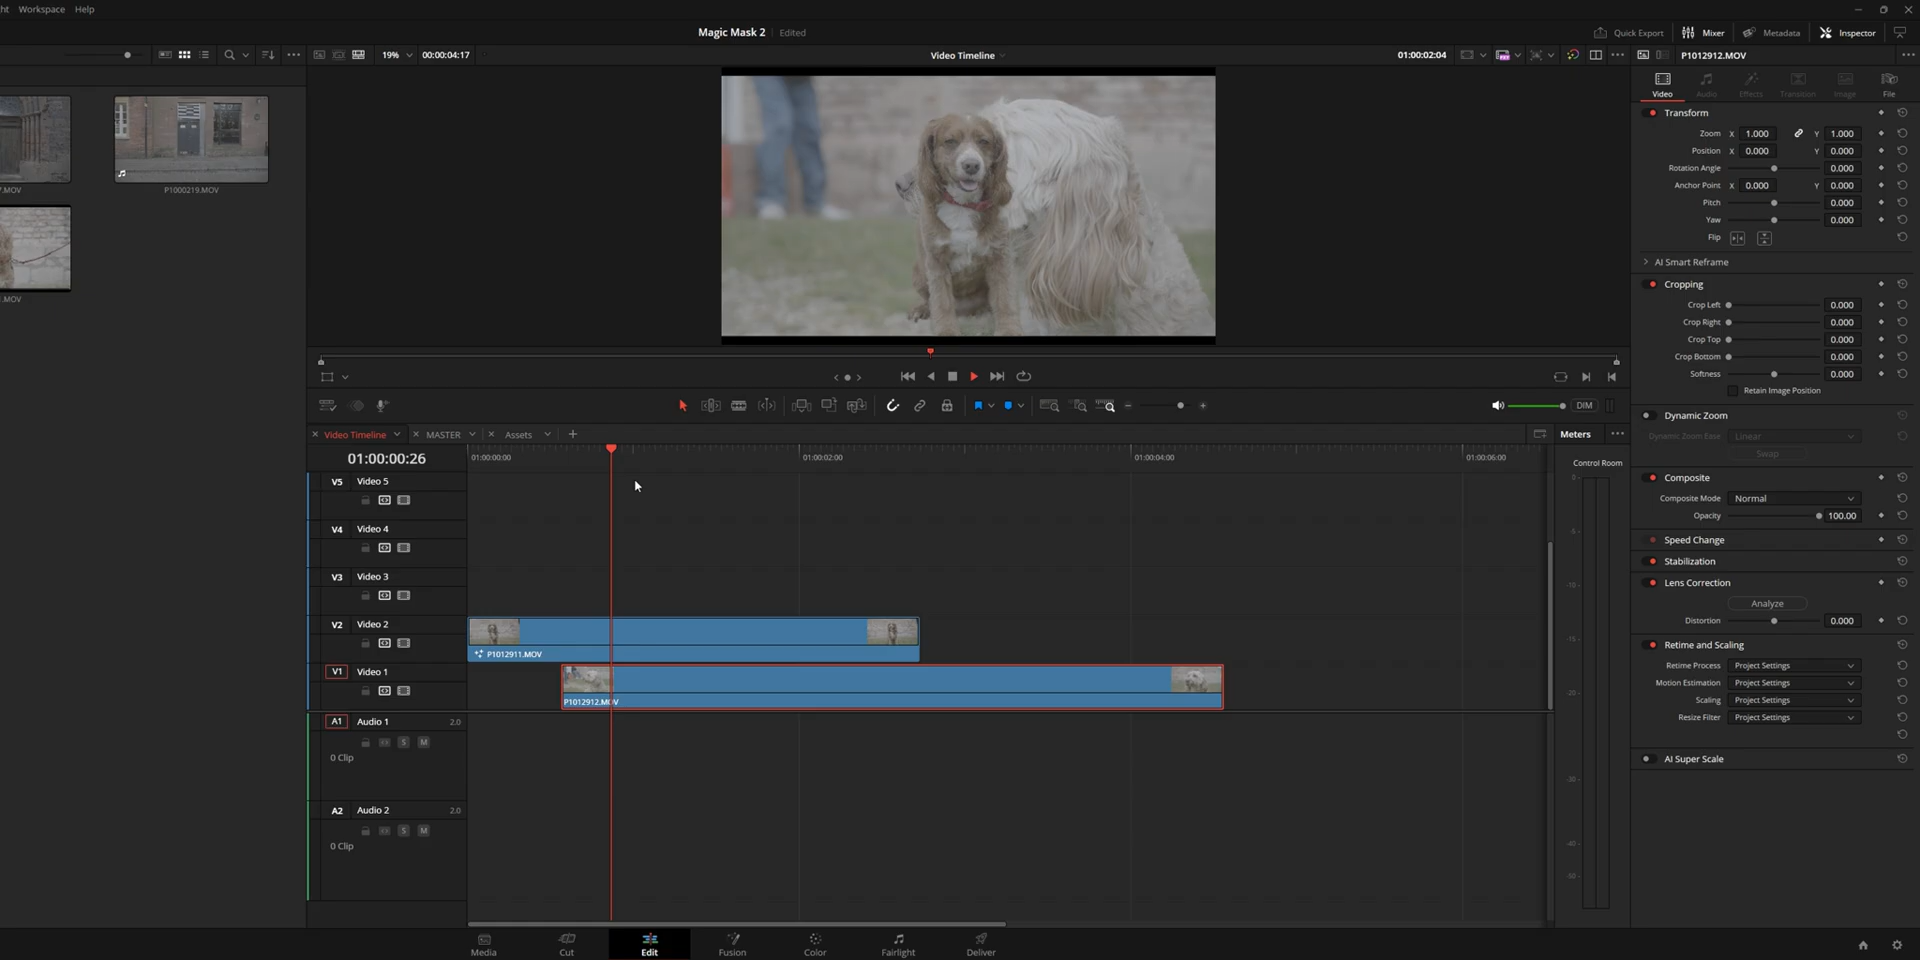 ht Workspace Help
Magic Mask 2 Edited
Quick Export Mixer Metadata Inspector
19% 00:00:04:17
Video Timeline
01:00:02:04
P1012912.MOV
Video Audio Effects Transition Image File
7.MOV
P1000219.MOV
.MOV
Transform
Zoom X 1.000 Y 1.000
Position X 0.000 Y 0.000
Rotation Angle 0.000
Anchor Point X 0.000 Y 0.000
Pitch 0.000
Yaw 0.000
Flip
AI Smart Reframe
Cropping
Crop Left 0.000
Crop Right 0.000
Crop Top 0.000
Crop Bottom 0.000
Softness 0.000
Retain Image Position
Dynamic Zoom
Dynamic Zoom Ease Linear
Swap
Composite
Composite Mode Normal
Opacity 100.00
Speed Change
Stabilization
Lens Correction
Analyze
Distortion 0.000
Retime and Scaling
Retime Process Project Settings
Motion Estimation Project Settings
Scaling Project Settings
Resize Filter Project Settings
AI Super Scale
DIM
Video Timeline MASTER Assets
Meters
Control Room
01:00:00:26
01:00:00:00 01:00:02:00 01:00:04:00 01:00:06:00
V5 Video 5
V4 Video 4
V3 Video 3
V2 Video 2
P1012911.MOV
V1 Video 1
P1012912.MOV
A1 Audio 1 2.0
S M
0 Clip
A2 Audio 2 2.0
S M
0 Clip
0
-5
-10
-15
-20
-30
-40
-50
Media Cut Edit Fusion Color Fairlight Deliver